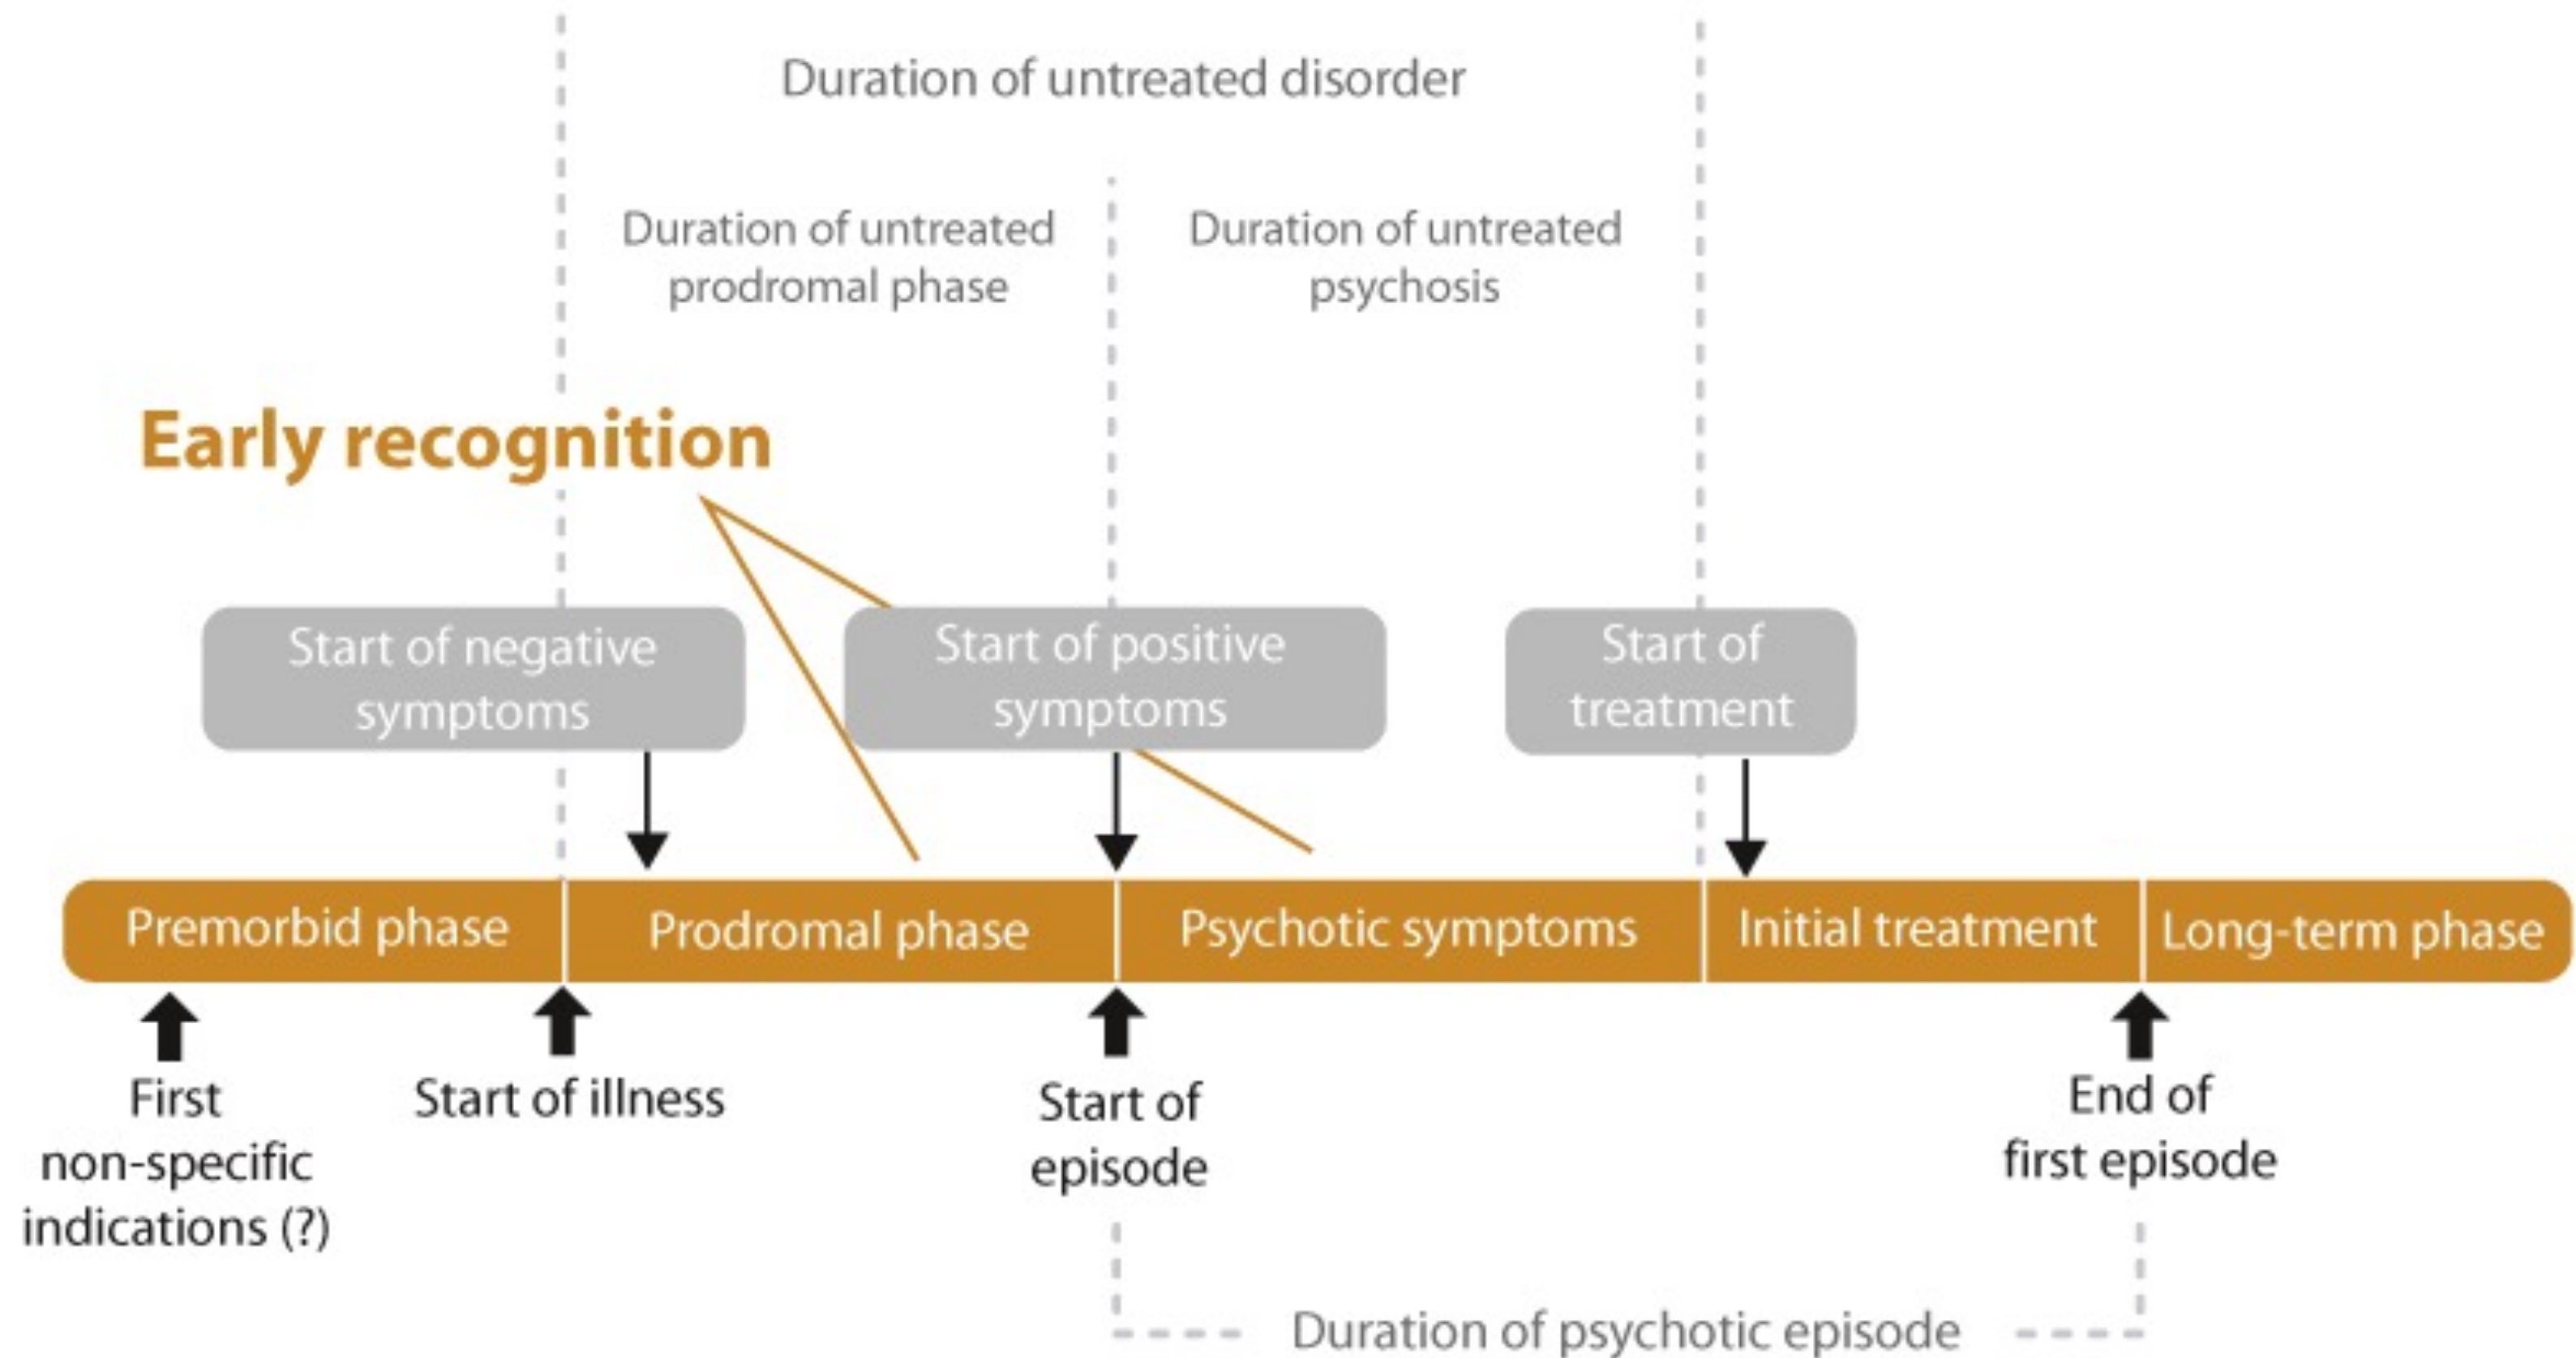 Duration of untreated disorder
Duration of untreated
prodromal phase
Duration of untreated
psychosis
Early recognition
Start of negative
symptoms
Start of positive
symptoms
Start of
treatment
Premorbid phase
Prodromal phase
Psychotic symptoms
Initial treatment
Long-term phase
First
non-specific
indications (?)
Start of illness
Start of
episode
End of
first episode
Duration of psychotic episode